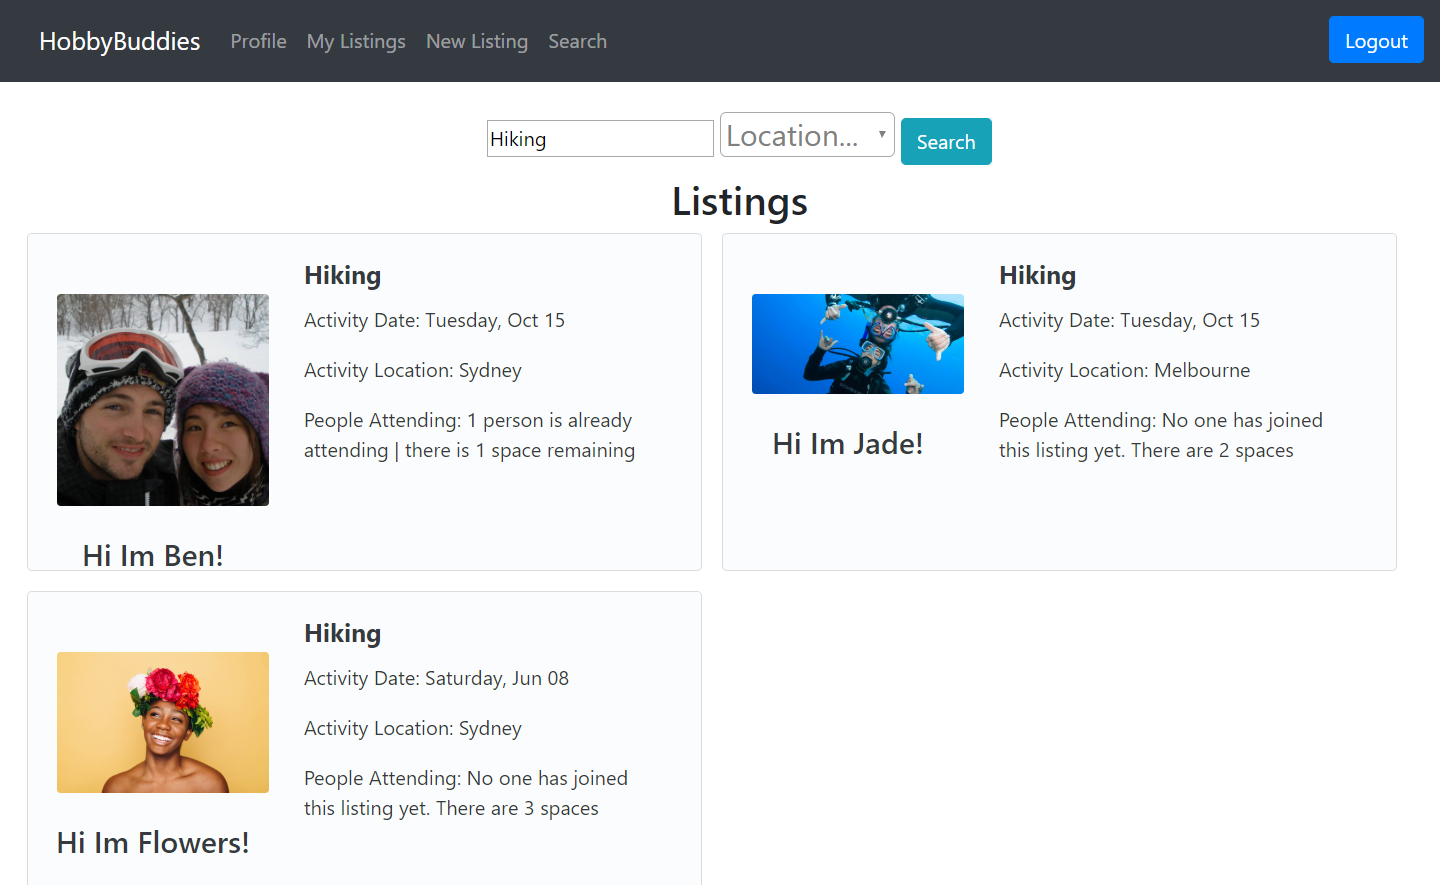 HobbyBuddies Profile My Listings New Listing Search Logout
Hiking Location... Search
Listings
Hiking
Activity Date: Tuesday, Oct 15
Activity Location: Sydney
People Attending: 1 person is already
attending | there is 1 space remaining
Hi Im Ben!
Hiking
Activity Date: Tuesday, Oct 15
Activity Location: Melbourne
People Attending: No one has joined
this listing yet. There are 2 spaces
Hi Im Jade!
Hiking
Activity Date: Saturday, Jun 08
Activity Location: Sydney
People Attending: No one has joined
this listing yet. There are 3 spaces
Hi Im Flowers!